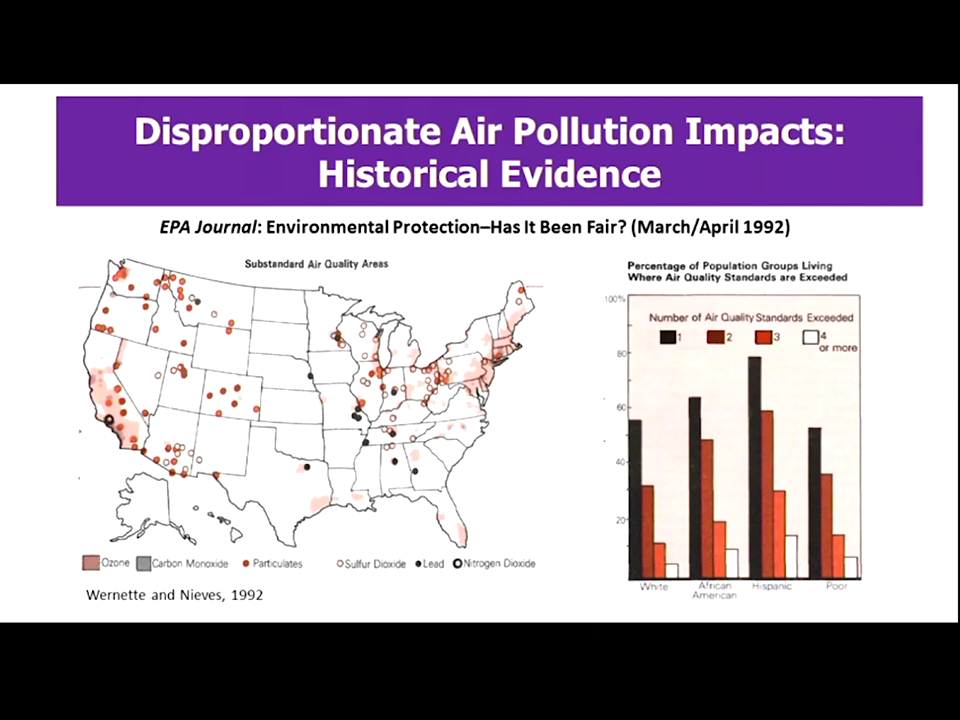 Disproportionate Air Pollution Impacts:
Historical Evidence
EPA Journal: Environmental Protection–Has It Been Fair? (March/April 1992)
Substandard Air Quality Areas
Ozone
Carbon Monoxide
Particulates
Sulfur Dioxide
Lead
Nitrogen Dioxide
Wernette and Nieves, 1992
Percentage of Population Groups Living
Where Air Quality Standards are Exceeded
100%
Number of Air Quality Standards Exceeded
1
2
3
4
or more
80
60
40
20
White
African
American
Hispanic
Poor